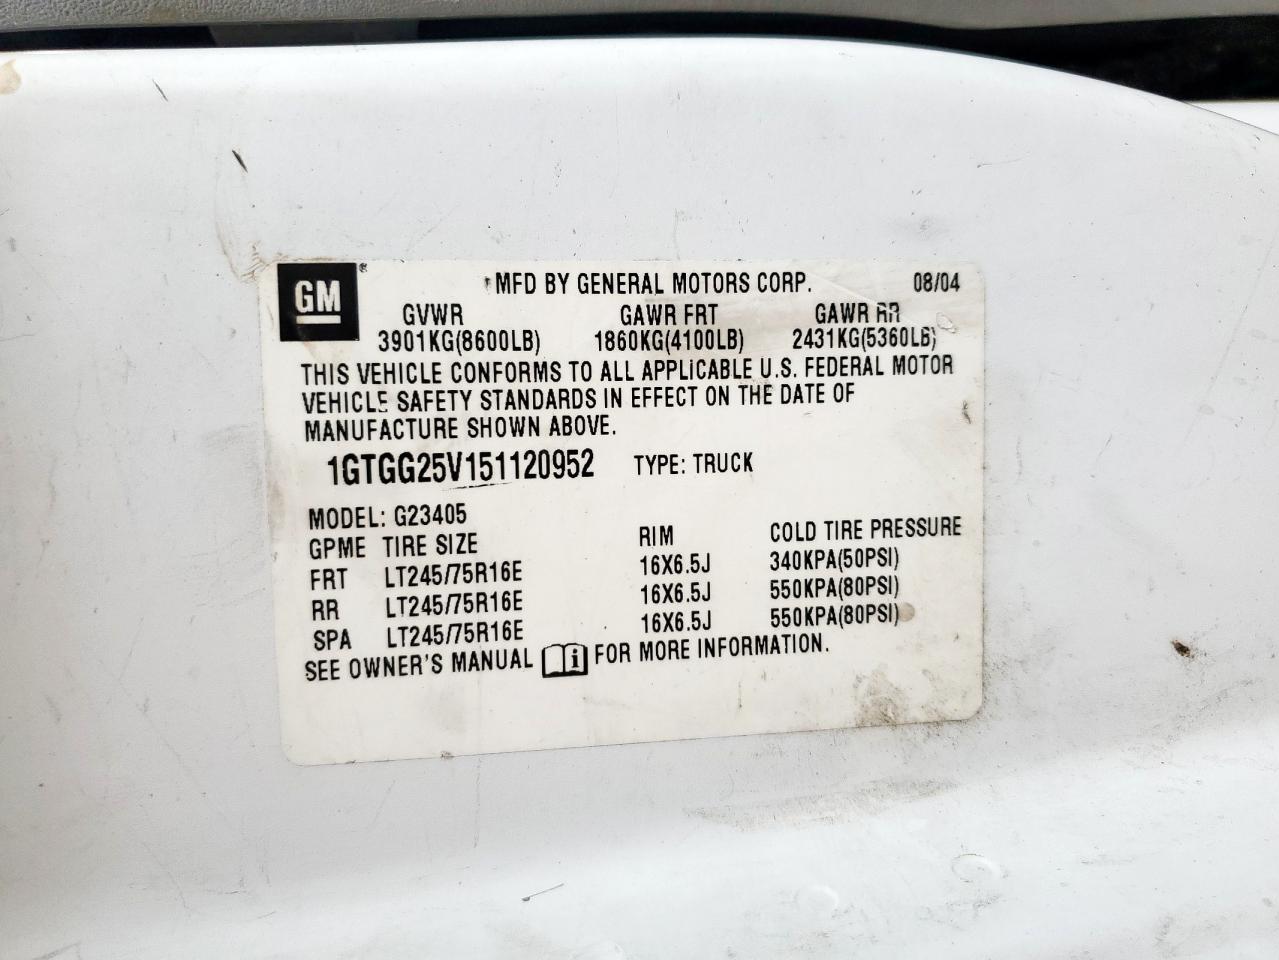 GM
MFD BY GENERAL MOTORS CORP. 08/04
GVWR GAWR FRT GAWR RR
3901KG(8600LB) 1860KG(4100LB) 2431KG(5360LB)
THIS VEHICLE CONFORMS TO ALL APPLICABLE U.S. FEDERAL MOTOR
VEHICLE SAFETY STANDARDS IN EFFECT ON THE DATE OF
MANUFACTURE SHOWN ABOVE.
1GTGG25V151120952 TYPE: TRUCK
MODEL: G23405
GPME TIRE SIZE RIM COLD TIRE PRESSURE
FRT LT245/75R16E 16X6.5J 340KPA(50PSI)
RR LT245/75R16E 16X6.5J 550KPA(80PSI)
SPA LT245/75R16E 16X6.5J 550KPA(80PSI)
SEE OWNER'S MANUAL FOR MORE INFORMATION.